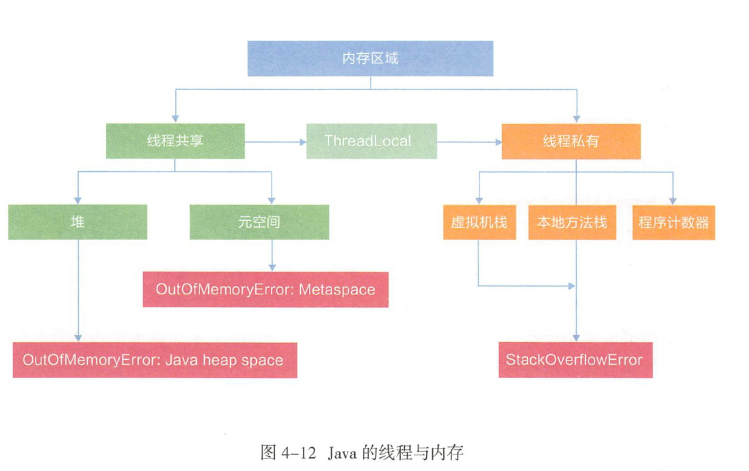 内存区域
线程共享
ThreadLocal
线程私有
堆
元空间
虚拟机栈
本地方法栈
程序计数器
OutOfMemoryError: Metaspace
OutOfMemoryError: Java heap space
StackOverflowError
图 4–12 Java 的线程与内存